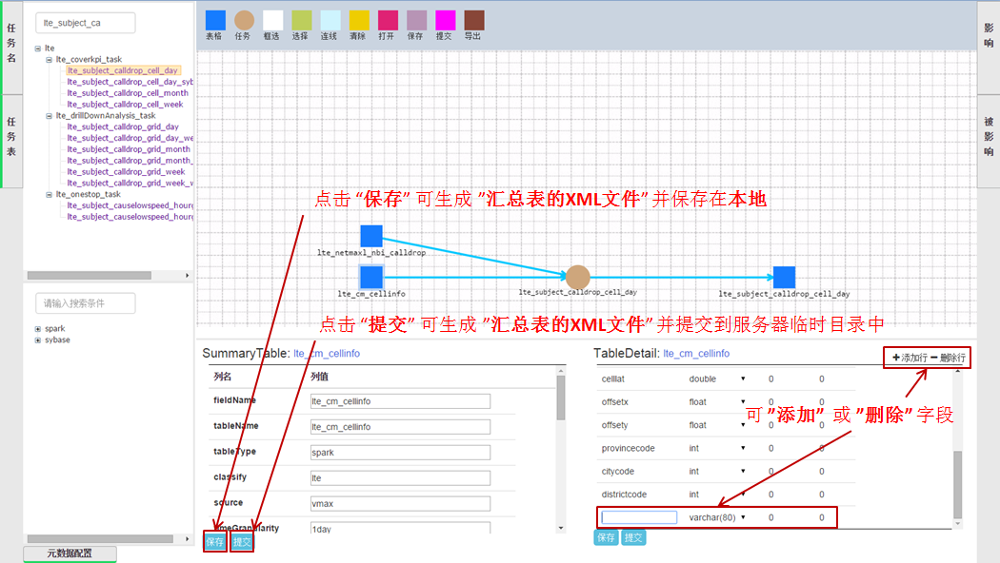 任务名
任务表
lte_subject_ca
lte
lte_coverkpi_task
lte_subject_calldrop_cell_day
lte_subject_calldrop_cell_day_syb
lte_subject_calldrop_cell_month
lte_subject_calldrop_cell_week
lte_drillDownAnalysis_task
lte_subject_calldrop_grid_day
lte_subject_calldrop_grid_day_we
lte_subject_calldrop_grid_month
lte_subject_calldrop_grid_month_
lte_subject_calldrop_grid_week
lte_subject_calldrop_grid_week_w
lte_onestop_task
lte_subject_causelowspeed_hourg
lte_subject_causelowspeed_hourg
请输入搜索条件
spark
sybase
元数据配置
表格 任务 框选 选择 连线 清除 打开 保存 提交 导出
影响
被影响
点击 “保存” 可生成 ”汇总表的XML文件” 并保存在本地
lte_netmaxl_nbi_calldrop
lte_cm_cellinfo
lte_subject_calldrop_cell_day
lte_subject_calldrop_cell_day
点击 “提交” 可生成 ”汇总表的XML文件” 并提交到服务器临时目录中
SummaryTable: lte_cm_cellinfo
列名 列值
fieldName lte_cm_cellinfo
tableName lte_cm_cellinfo
tableType spark
classify lte
source vmax
timeGranularity 1day
保存 提交
TableDetail: lte_cm_cellinfo
添加行 删除行
celllat double 0 0
offsetx float 0 0
可 ”添加” 或 ”删除” 字段
offsety float 0 0
provincecode int 0 0
citycode int 0 0
districtcode int 0 0
varchar(80) 0 0
保存 提交